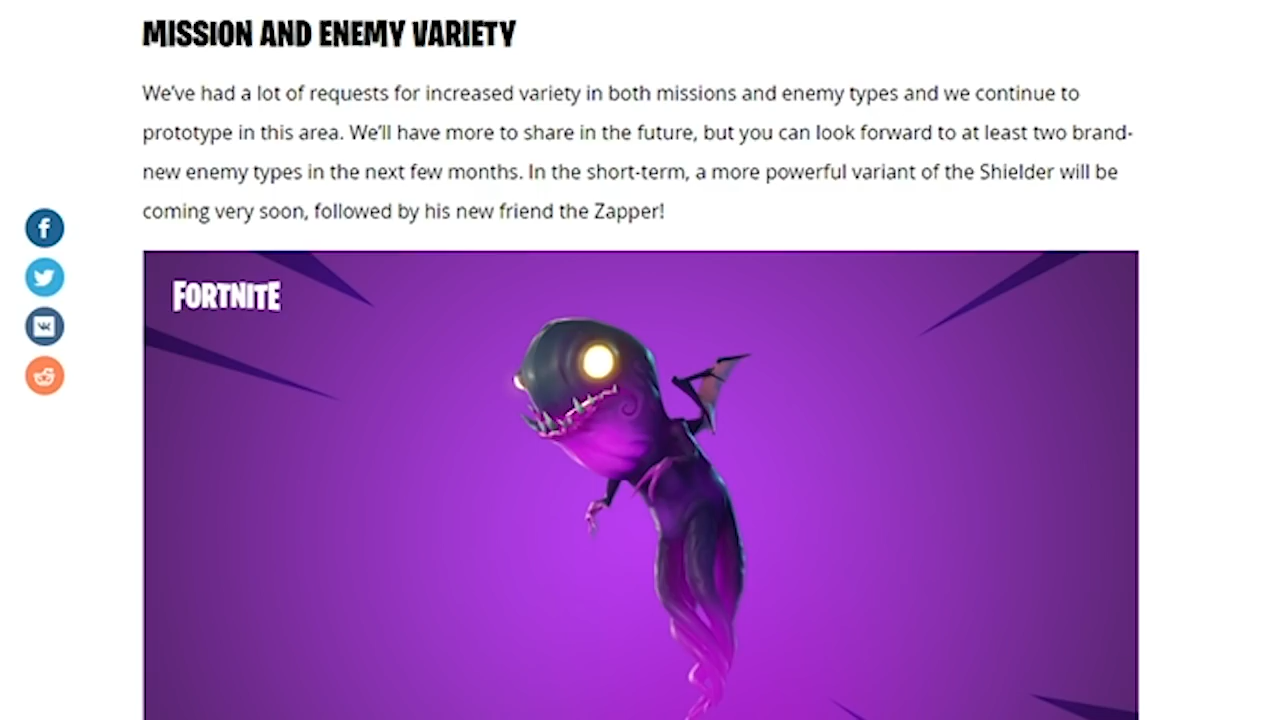 MISSION AND ENEMY VARIETY
We've had a lot of requests for increased variety in both missions and enemy types and we continue to
prototype in this area. We'll have more to share in the future, but you can look forward to at least two brand-
new enemy types in the next few months. In the short-term, a more powerful variant of the Shielder will be
coming very soon, followed by his new friend the Zapper!
FORTNITE